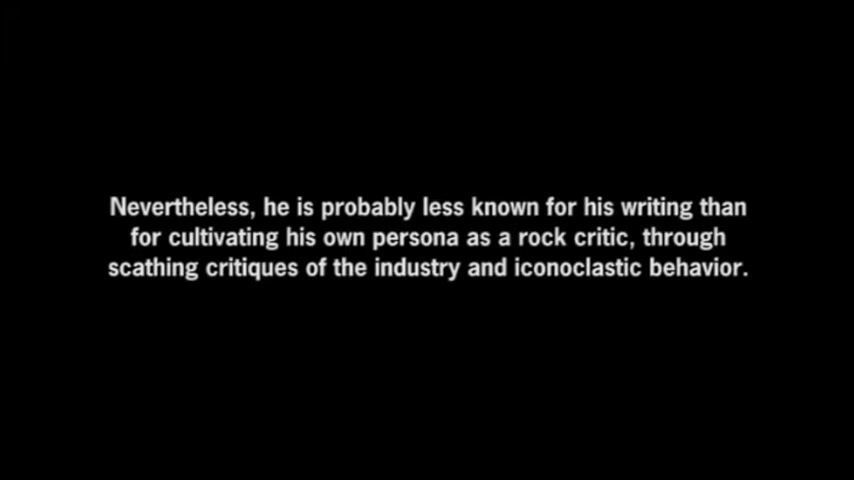 Nevertheless, he is probably less known for his writing than
for cultivating his own persona as a rock critic, through
scathing critiques of the industry and iconoclastic behavior.